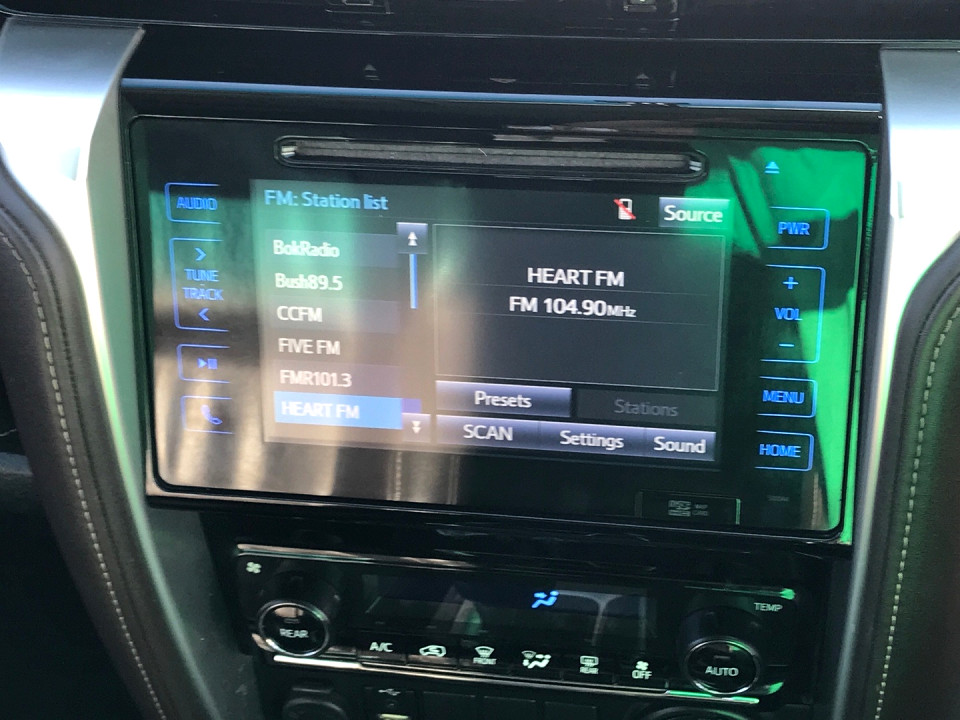 FM: Station list
Source
AUDIO
PWR
BokRadio
Bush89.5
CCFM
FIVE FM
FMR101.3
HEART FM
HEART FM
FM 104.90MHz
TUNE
TRACK
+
VOL
-
Presets
Stations
SCAN
Settings
Sound
MENU
HOME
TEMP
REAR
A/C
FRONT
REAR
OFF
AUTO